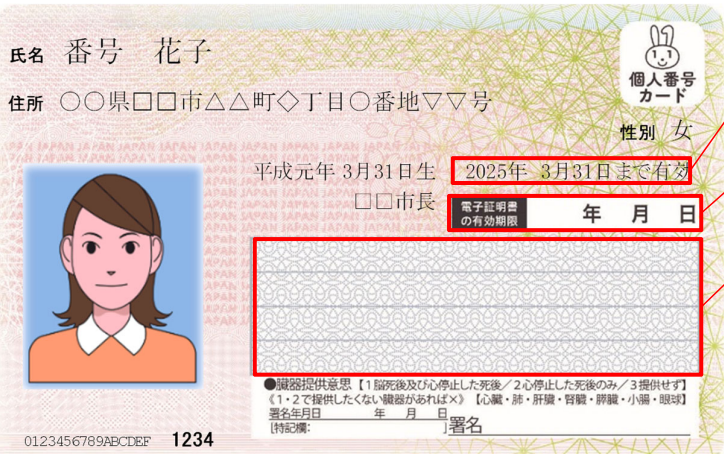 氏名 番号 花子
個人番号
カード
住所 ○○県□□市△△町◇丁目○番地▽▽号
性別 女
平成元年 3月31日生 2025年 3月31日まで有効
□□市長
電子証明書
の有効期限 年 月 日
●臓器提供意思【1脳死後及び心停止した死後／2心停止した死後のみ／3提供せず】
《1・2で提供したくない臓器があれば×》【心臓・肺・肝臓・腎臓・膵臓・小腸・眼球】
署名年月日 年 月 日
[特記欄: ]署名
0123456789ABCDEF 1234